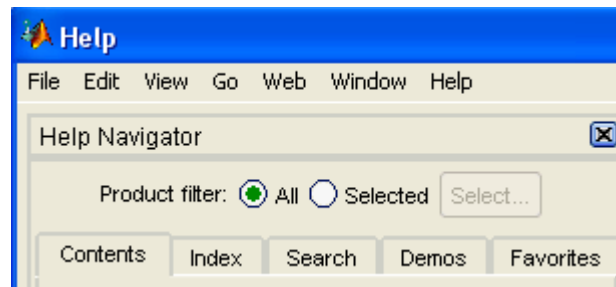 Help
File Edit View Go Web Window Help
Help Navigator
Product filter: All Selected Select...
Contents Index Search Demos Favorites